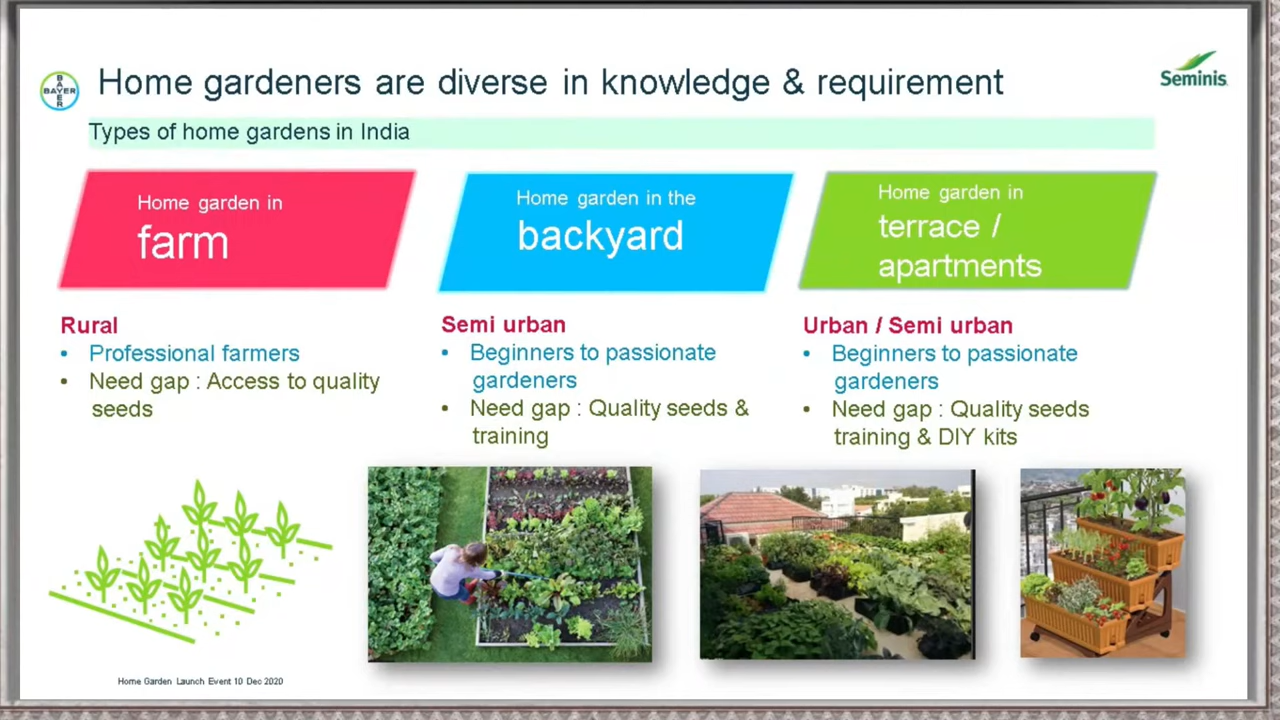 Home gardeners are diverse in knowledge & requirement
BAYER
BAYER
Seminis
Types of home gardens in India
Home garden in
farm
Rural
• Professional farmers
• Need gap : Access to quality
seeds
Home garden in the
backyard
Semi urban
• Beginners to passionate
gardeners
• Need gap : Quality seeds &
training
Home garden in
terrace /
apartments
Urban / Semi urban
• Beginners to passionate
gardeners
• Need gap : Quality seeds
training & DIY kits
Home Garden Launch Event 10 Dec 2020